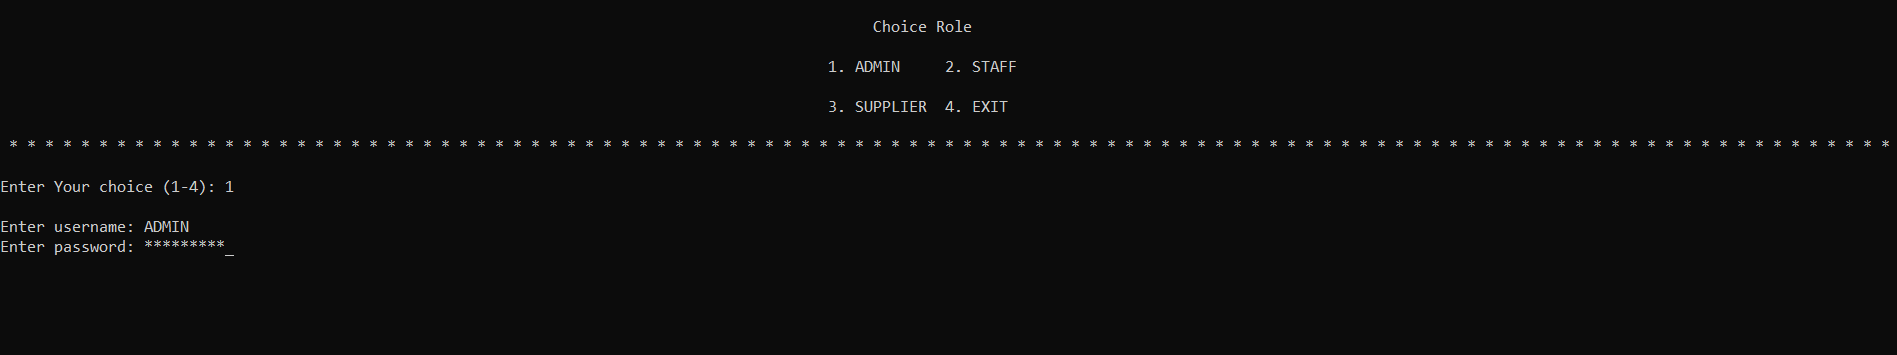 Choice Role
1. ADMIN     2. STAFF
3. SUPPLIER  4. EXIT
* * * * * * * * * * * * * * * * * * * * * * * * * * * * * * * * * * * * * * * * * * * * * * * * * * * * * * * * * * * * * * * * * * * * * * * * * * * * * * * * * * * * * * * * * * * * * * * * * * * * * * * * *
Enter Your choice (1-4): 1
Enter username: ADMIN
Enter password: *********_